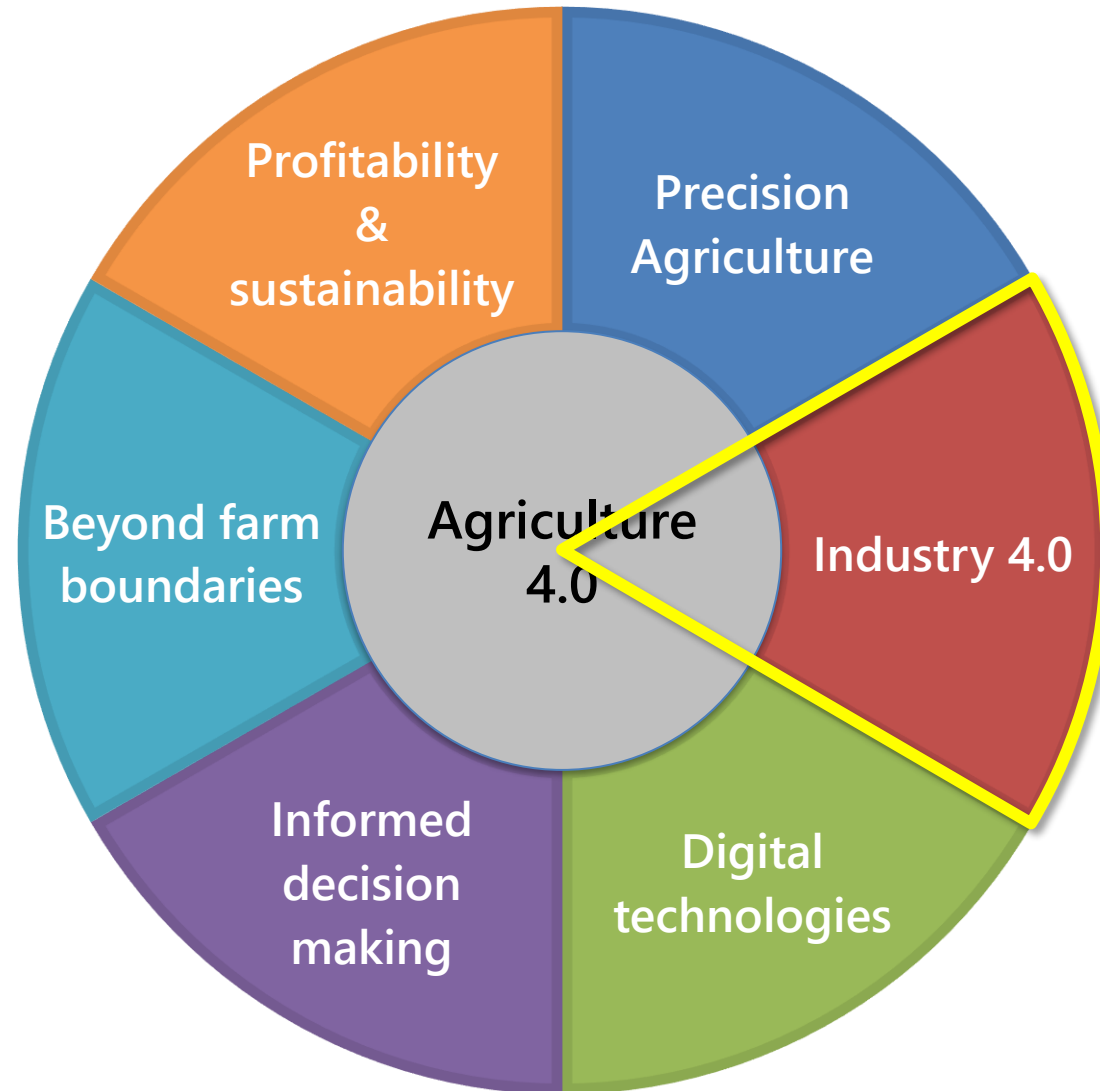 Profitability
&
sustainability
Precision
Agriculture
Beyond farm
boundaries
Agriculture
4.0
Industry 4.0
Informed
decision
making
Digital
technologies